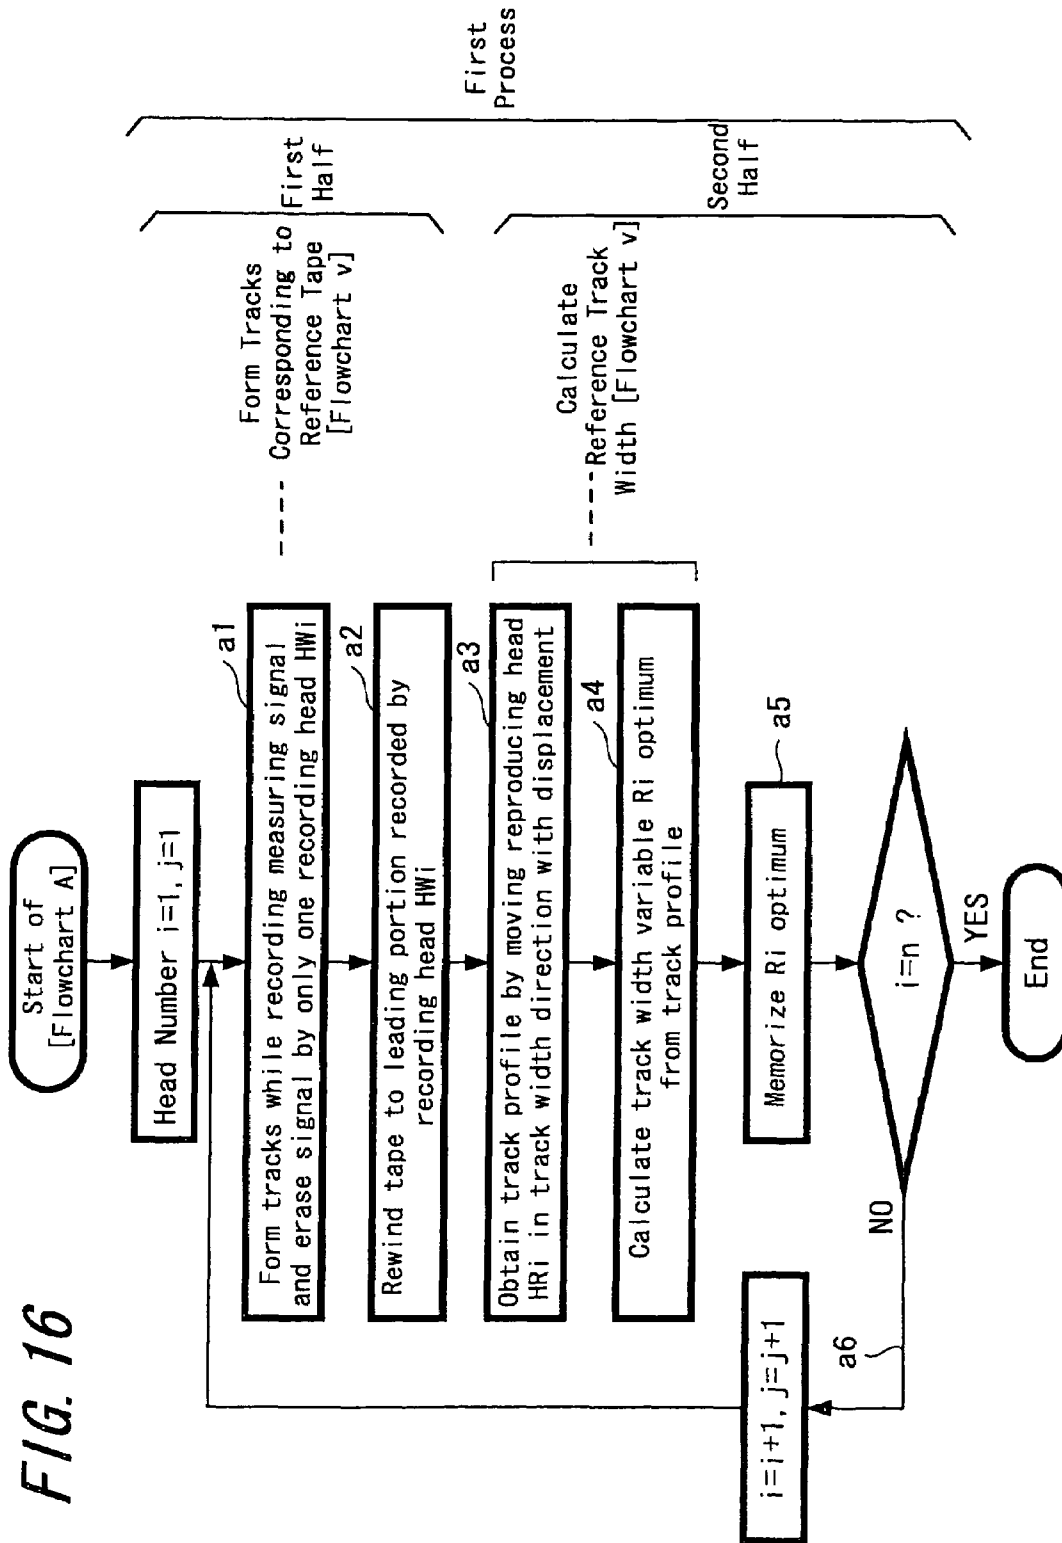 FIG. 16
Start of
[Flowchart A]
Head Number i=1, j=1
a1
Form tracks while recording measuring signal
and erase signal by only one recording head HWi
a2
Rewind tape to leading portion recorded by
recording head HWi
a3
Obtain track profile by moving reproducing head
HRi in track width direction with displacement
a4
Calculate track width variable Ri optimum
from track profile
a5
Memorize Ri optimum
i=n ?
NO
YES
a6
i=i+1, j=j+1
End
Form Tracks
Corresponding to
Reference Tape
[Flowchart v]
First
Half
Calculate
Reference Track
Width [Flowchart v]
Second
Half
First
Process